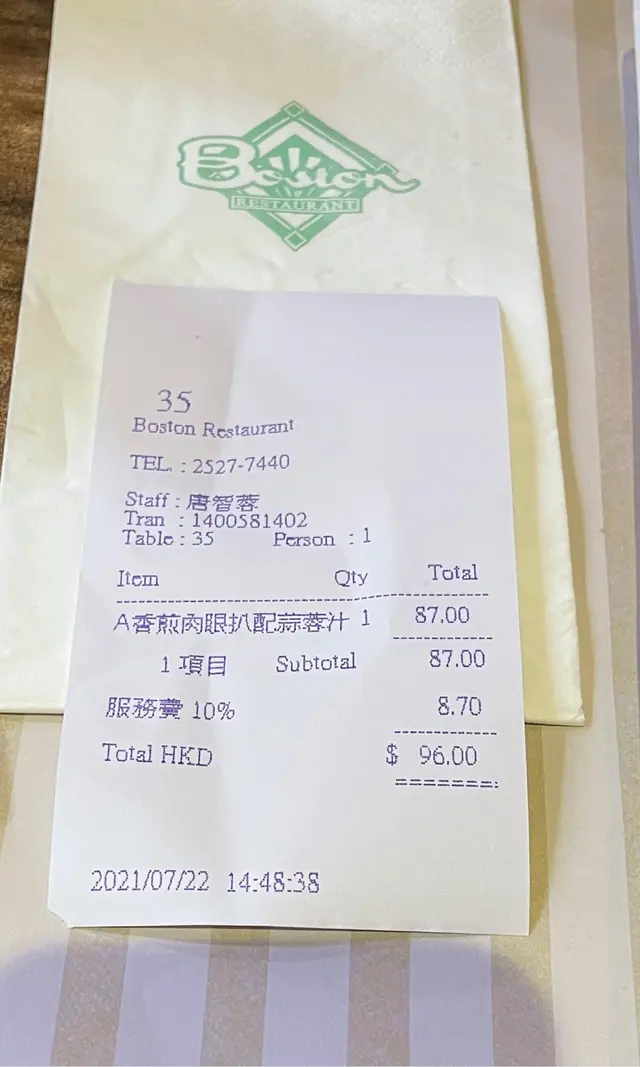 Boston
RESTAURANT
35
Boston Restaurant
TEL. : 2527-7440
Staff : 唐智蓉
Tran : 1400581402
Table : 35 Person : 1
Item Qty Total
A香煎肉眼扒配蒜蓉汁 1 87.00
1 項目 Subtotal 87.00
服務費 10% 8.70
Total HKD $ 96.00
2021/07/22 14:48:38